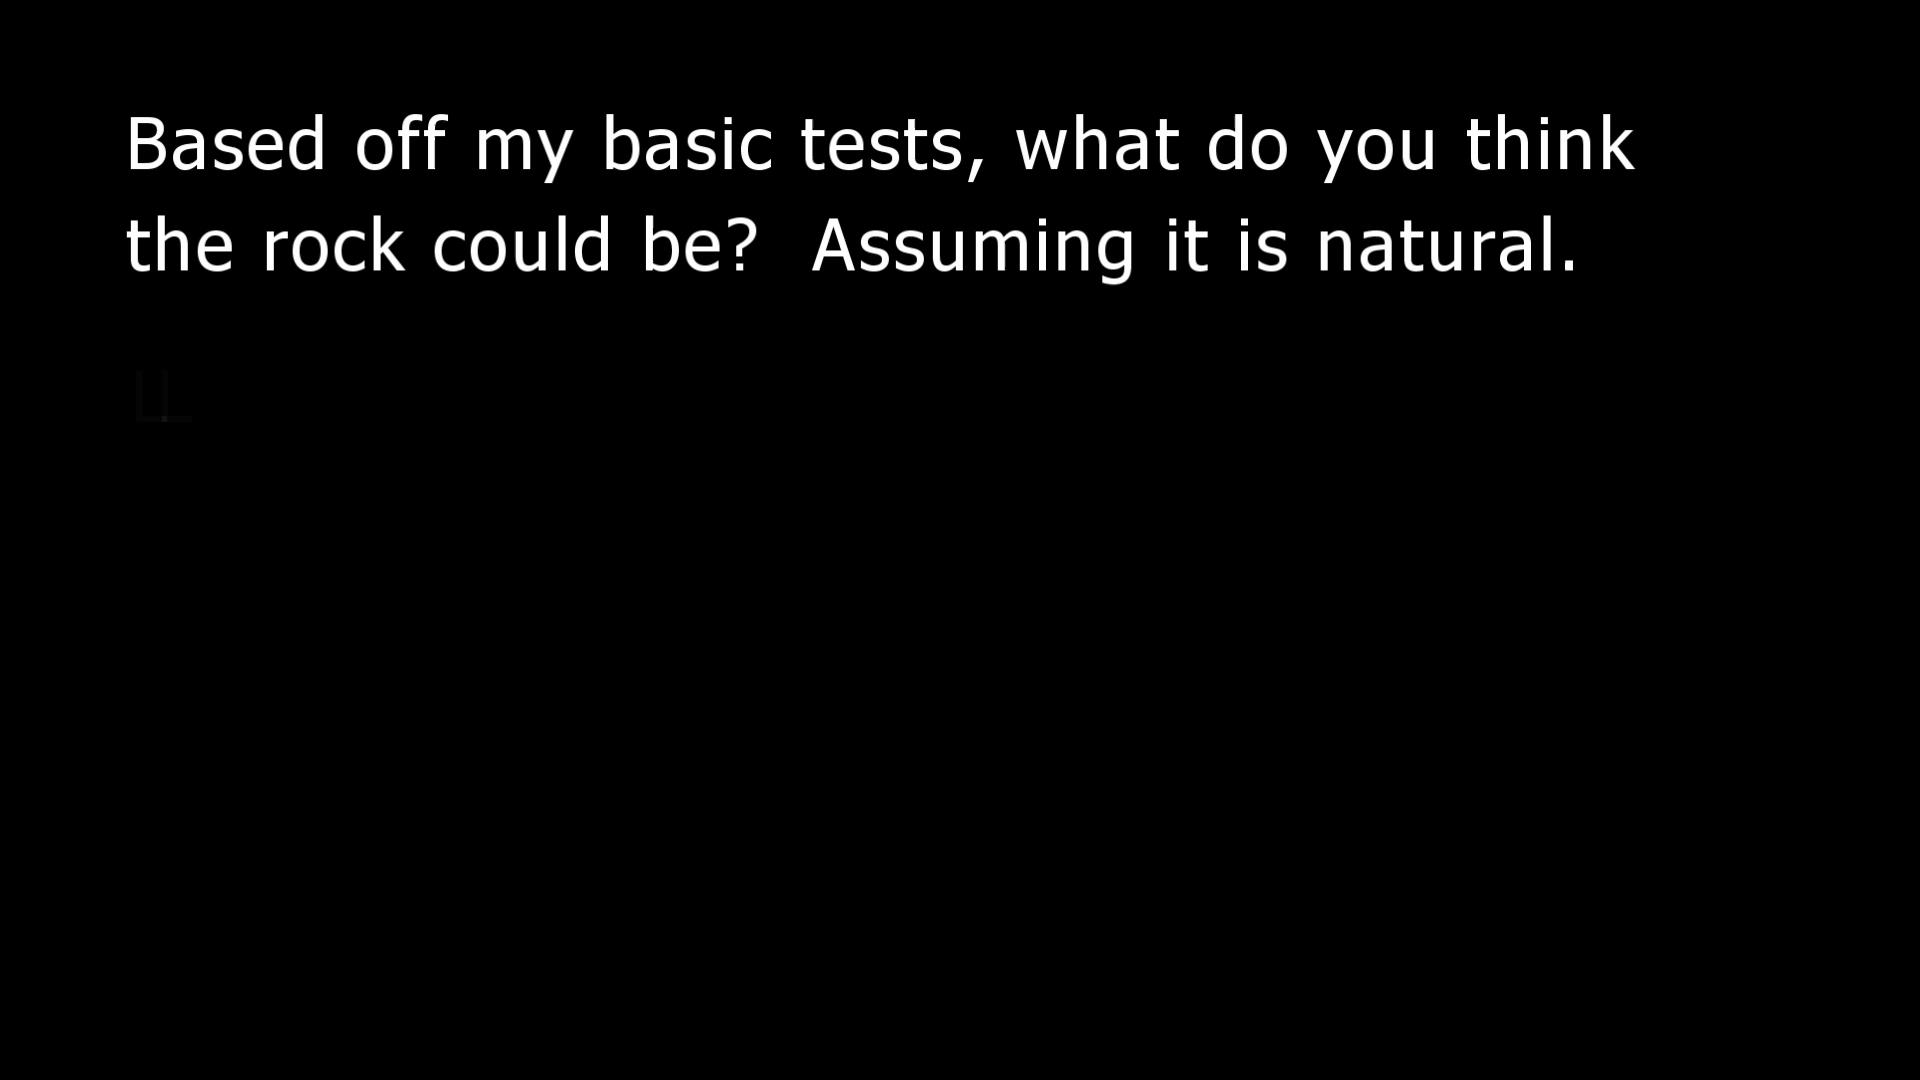 Based off my basic tests, what do you think
the rock could be?  Assuming it is natural.